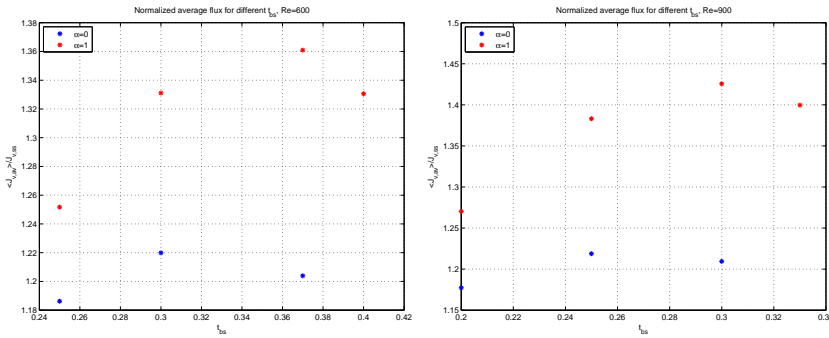 Normalized average flux for different t_bs, Re=600
α=0
α=1
1.38
1.36
1.34
1.32
1.3
1.28
1.26
1.24
1.22
1.2
1.18
<J_v,av>/J_v,ss
0.24 0.26 0.28 0.3 0.32 0.34 0.36 0.38 0.4 0.42
t_bs
Normalized average flux for different t_bs, Re=900
α=0
α=1
1.5
1.45
1.4
1.35
1.3
1.25
1.2
1.15
<J_v,av>/J_v,ss
0.2 0.22 0.24 0.26 0.28 0.3 0.32 0.3
t_bs